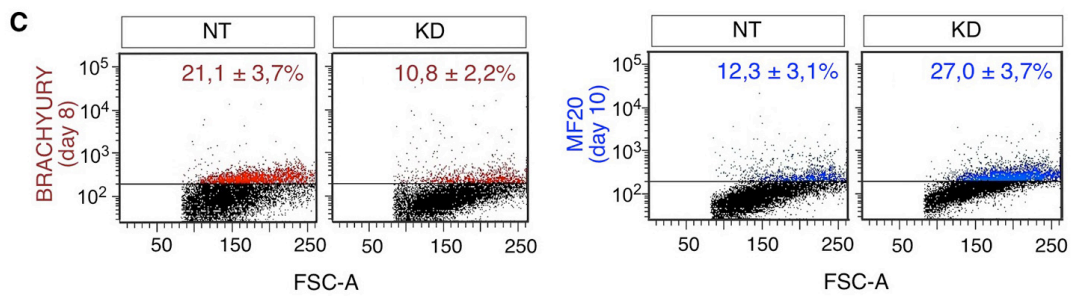 C
NT
KD
BRACHYURY
(day 8)
10⁵
10⁴
10³
10²
21,1 ± 3,7%
10,8 ± 2,2%
50
150
250
50
150
250
FSC-A
NT
KD
MF20
(day 10)
10⁵
10⁴
10³
10²
12,3 ± 3,1%
27,0 ± 3,7%
50
150
250
50
150
250
FSC-A